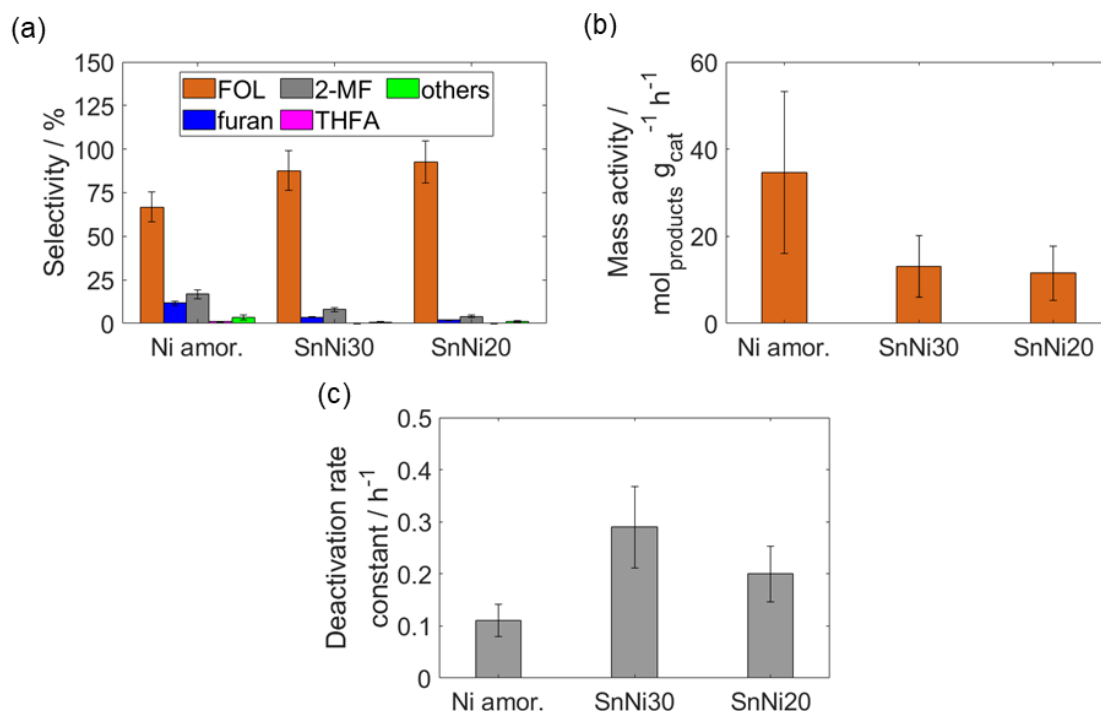 (a)
150
125
100
75
50
25
0
Selectivity / %
FOL 2-MF others
furan THFA
Ni amor. SnNi30 SnNi20
(b)
60
40
20
0
Mass activity /
mol_products g_cat^-1 h^-1
Ni amor. SnNi30 SnNi20
(c)
0.5
0.4
0.3
0.2
0.1
0
Deactivation rate
constant / h^-1
Ni amor. SnNi30 SnNi20